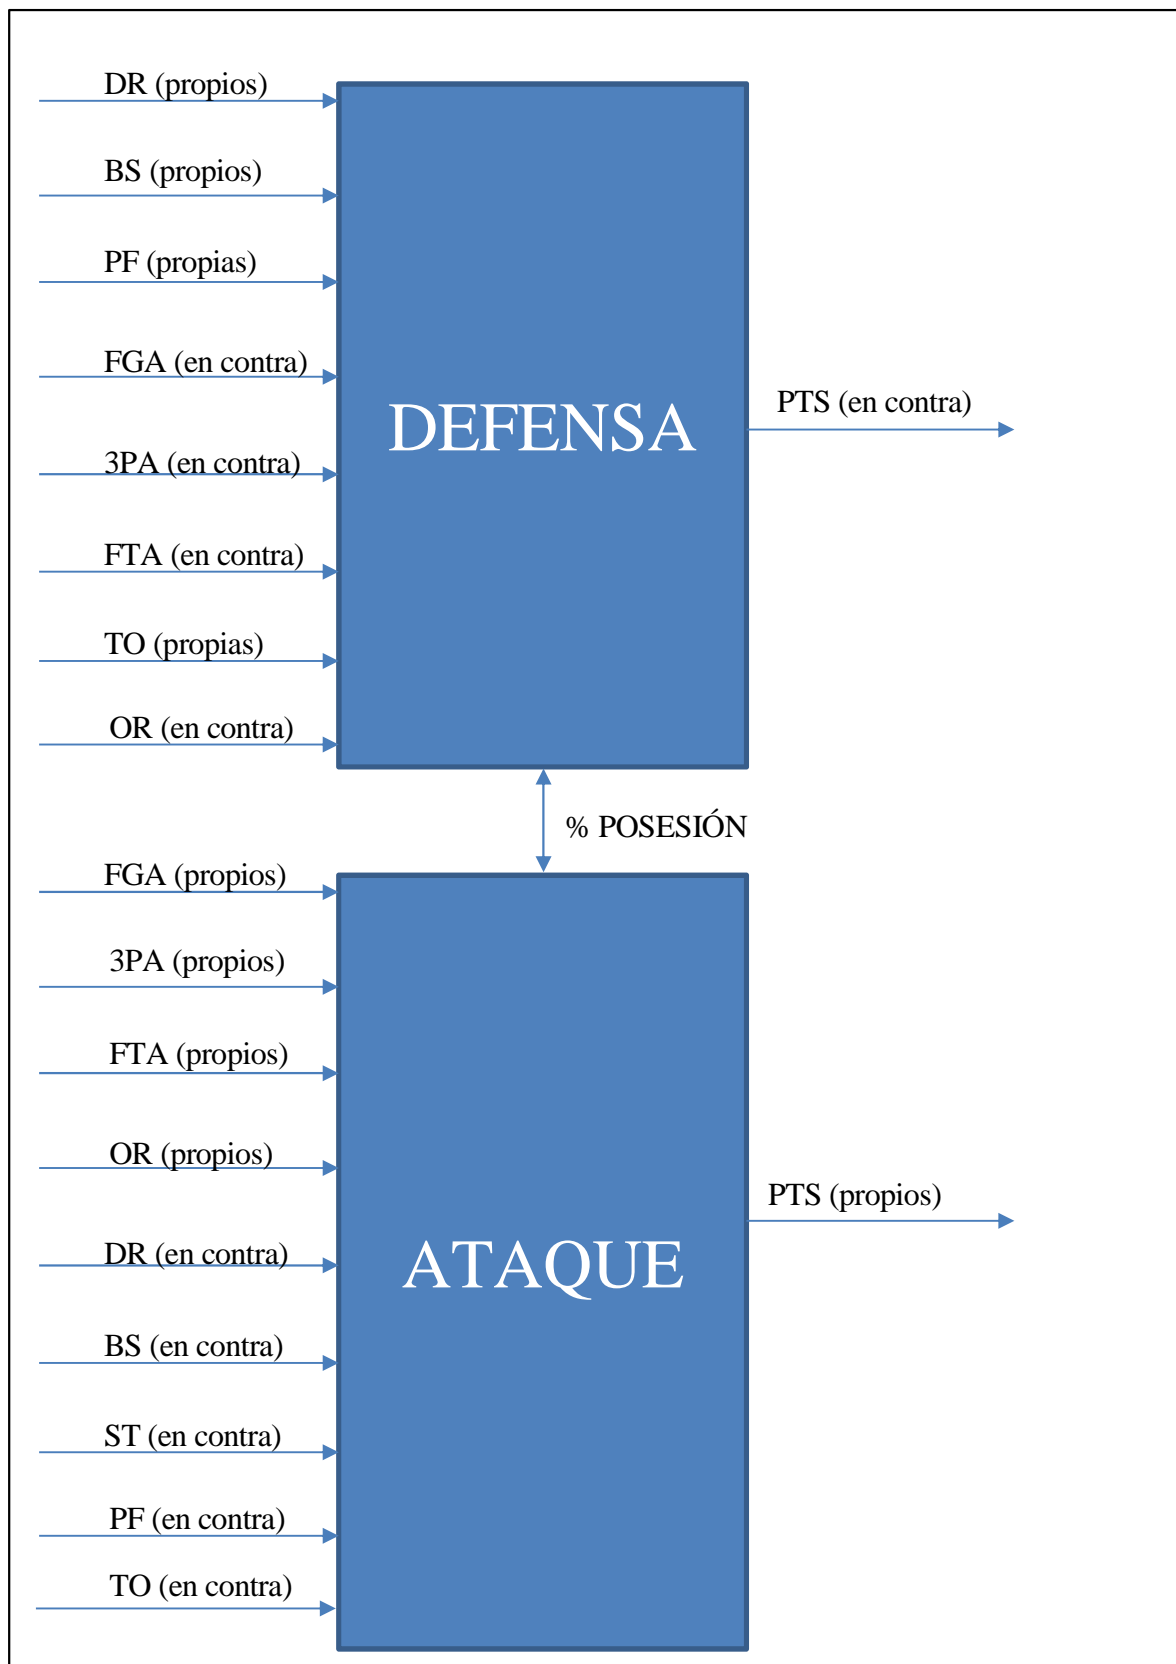 DR (propios)
BS (propios)
PF (propias)
FGA (en contra)
3PA (en contra)
FTA (en contra)
TO (propias)
OR (en contra)
DEFENSA
PTS (en contra)
% POSESIÓN
FGA (propios)
3PA (propios)
FTA (propios)
OR (propios)
DR (en contra)
BS (en contra)
ST (en contra)
PF (en contra)
TO (en contra)
ATAQUE
PTS (propios)